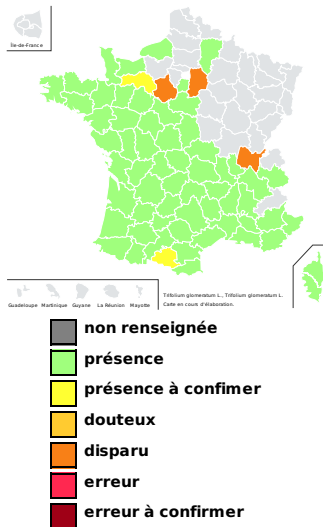 Île-de-France
Trifolium glomeratum L., Trifolium glomeratum L.
Carte en cours d'élaboration.
Guadeloupe Martinique Guyane La Réunion Mayotte
non renseignée
présence
présence à confimer
douteux
disparu
erreur
erreur à confirmer